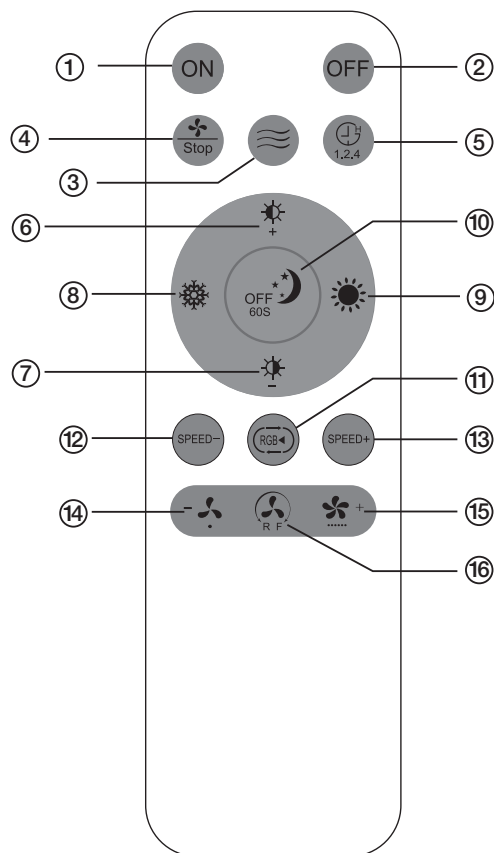 ① ON OFF ②
④ Stop H 1.2.4 ⑤
③
⑥ + ⑩
⑧ OFF 60S ⑨
⑦ − ⑪
⑫ SPEED− RGB SPEED+ ⑬
⑭ - R F + ⑮
⑯